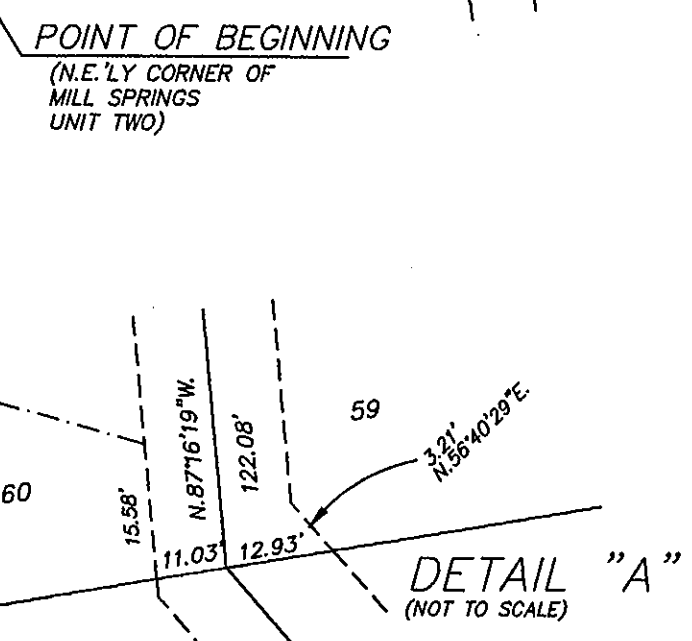 POINT OF BEGINNING
(N.E.'LY CORNER OF
MILL SPRINGS
UNIT TWO)
59
3.21'
N.56°40'29"E.
N.87°16'19"W.
122.08'
60
15.58'
11.03'
12.93'
DETAIL "A"
(NOT TO SCALE)